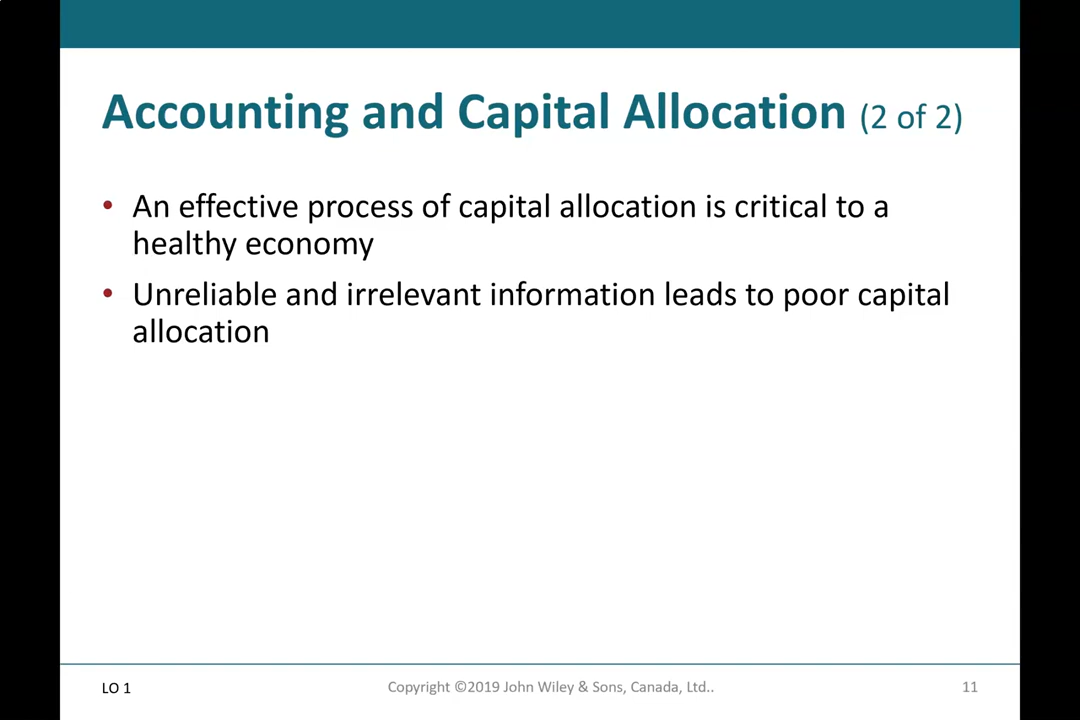 Accounting and Capital Allocation (2 of 2)
• An effective process of capital allocation is critical to a
healthy economy
• Unreliable and irrelevant information leads to poor capital
allocation
LO 1
Copyright ©2019 John Wiley & Sons, Canada, Ltd..
11